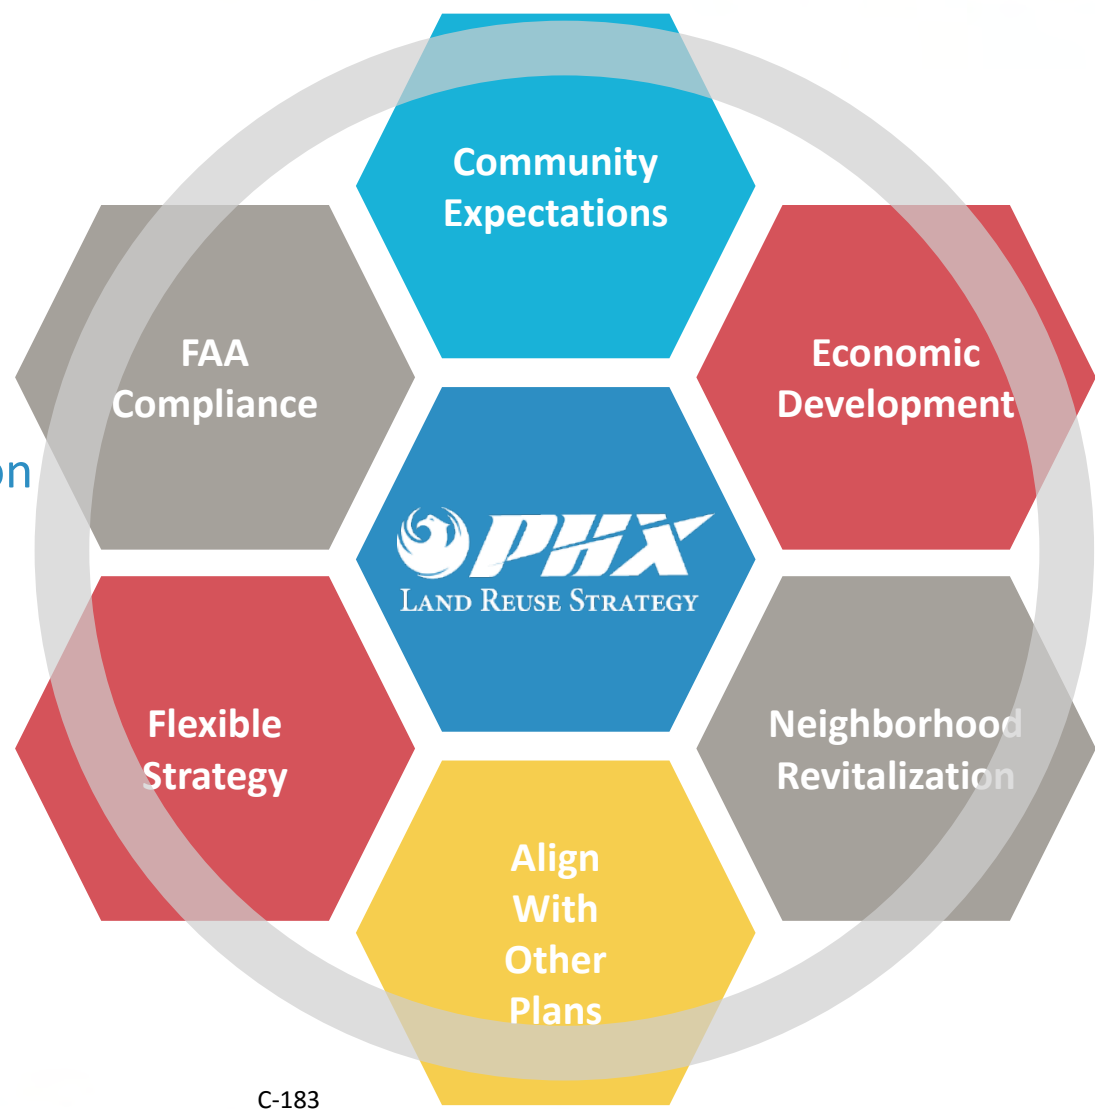 Community
Expectations
FAA
Compliance
Economic
Development
on
PHX
LAND REUSE STRATEGY
Flexible
Strategy
Neighborhood
Revitalization
Align
With
Other
Plans
C-183